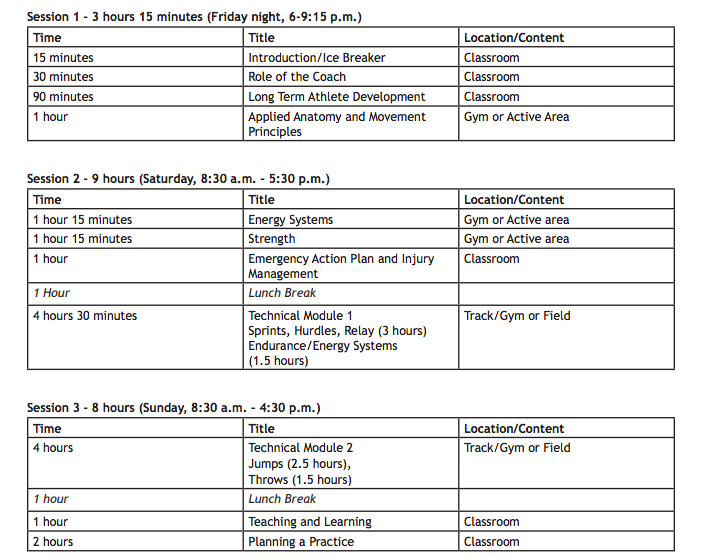 Session 1 - 3 hours 15 minutes (Friday night, 6-9:15 p.m.)
Time Title Location/Content
15 minutes Introduction/Ice Breaker Classroom
30 minutes Role of the Coach Classroom
90 minutes Long Term Athlete Development Classroom
1 hour Applied Anatomy and Movement Gym or Active Area
Principles
Session 2 - 9 hours (Saturday, 8:30 a.m. - 5:30 p.m.)
Time Title Location/Content
1 hour 15 minutes Energy Systems Gym or Active area
1 hour 15 minutes Strength Gym or Active area
1 hour Emergency Action Plan and Injury Classroom
Management
1 Hour Lunch Break
4 hours 30 minutes Technical Module 1 Track/Gym or Field
Sprints, Hurdles, Relay (3 hours)
Endurance/Energy Systems
(1.5 hours)
Session 3 - 8 hours (Sunday, 8:30 a.m. - 4:30 p.m.)
Time Title Location/Content
4 hours Technical Module 2 Track/Gym or Field
Jumps (2.5 hours),
Throws (1.5 hours)
1 hour Lunch Break
1 hour Teaching and Learning Classroom
2 hours Planning a Practice Classroom